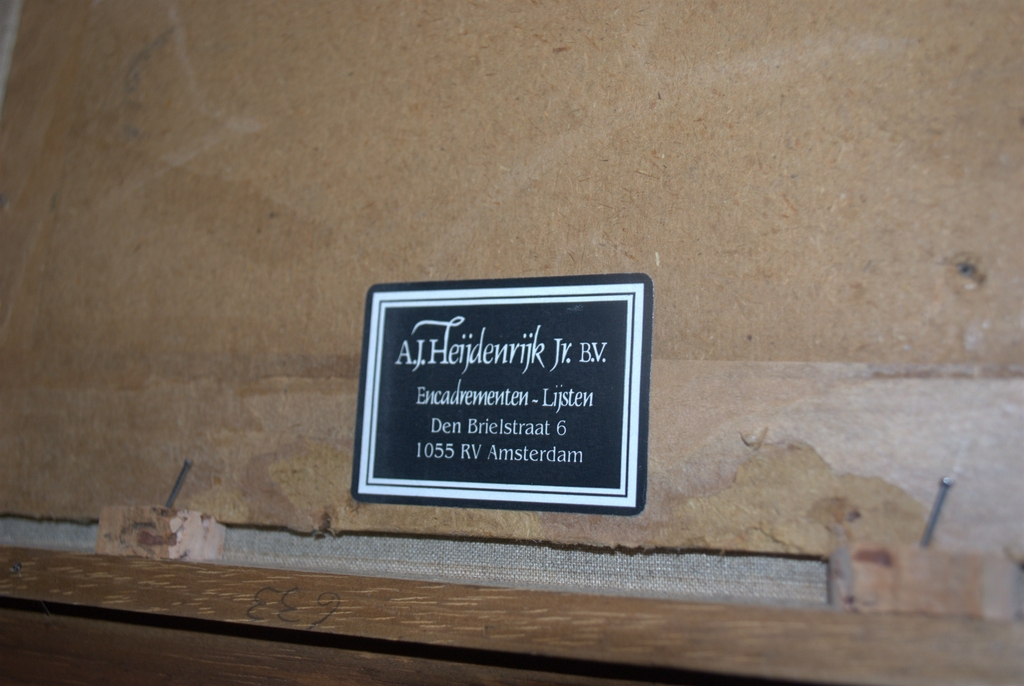 A.J. Heijdenrijk Jr. B.V.
Encadrementen - Lijsten
Den Brielstraat 6
1055 RV Amsterdam
633